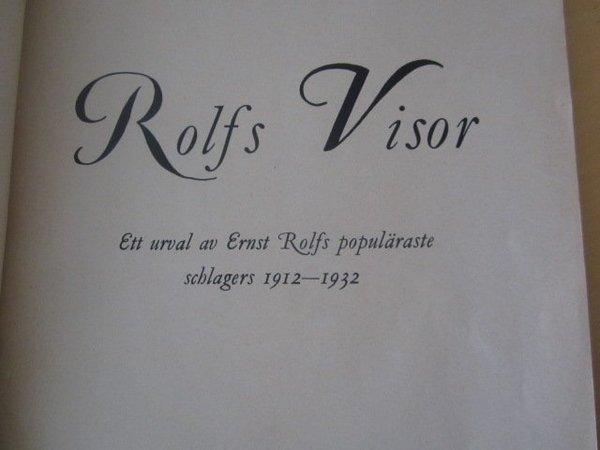 Rolfs Visor
Ett urval av Ernst Rolfs populäraste
schlagers 1912—1932